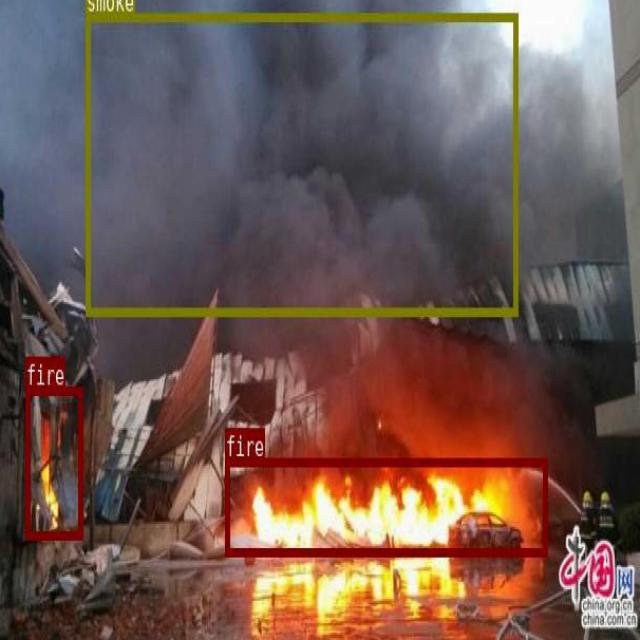 smoke
fire
fire
中国网
china.org.cn
china.com.cn